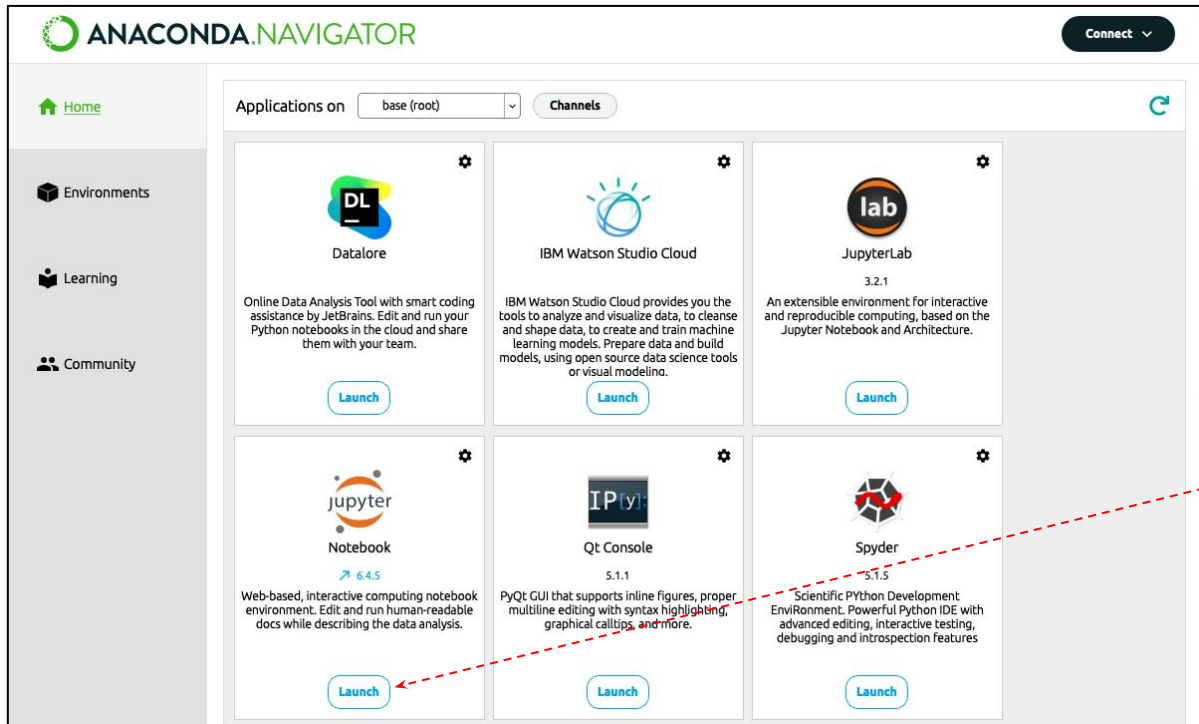 ANACONDA.NAVIGATOR
Connect
Home
Applications on
base (root)
Channels
Environments
Learning
Community
DL
Datalore
Online Data Analysis Tool with smart coding
assistance by JetBrains. Edit and run your
Python notebooks in the cloud and share
them with your team.
Launch
IBM Watson Studio Cloud
IBM Watson Studio Cloud provides you the
tools to analyze and visualize data, to cleanse
and shape data, to create and train machine
learning models. Prepare data and build
models, using open source data science tools
or visual modeling.
Launch
lab
JupyterLab
3.2.1
An extensible environment for interactive
and reproducible computing, based on the
Jupyter Notebook and Architecture.
Launch
jupyter
Notebook
6.4.5
Web-based, interactive computing notebook
environment. Edit and run human-readable
docs while describing the data analysis.
Launch
IP[y]:
Qt Console
5.1.1
PyQt GUI that supports inline figures, proper
multiline editing with syntax highlighting,
graphical calltips, and more.
Launch
Spyder
5.1.5
Scientific PYthon Development
EnviRonment. Powerful Python IDE with
advanced editing, interactive testing,
debugging and introspection features
Launch